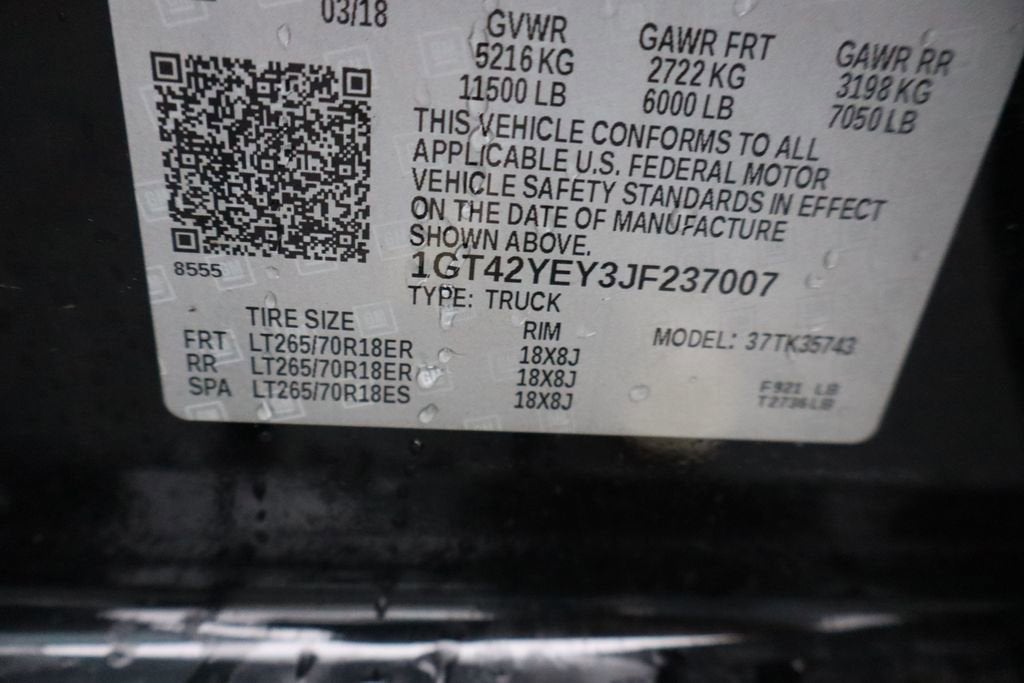 03/18
GVWR GAWR FRT GAWR RR
5216 KG 2722 KG 3198 KG
11500 LB 6000 LB 7050 LB
THIS VEHICLE CONFORMS TO ALL
APPLICABLE U.S. FEDERAL MOTOR
VEHICLE SAFETY STANDARDS IN EFFECT
ON THE DATE OF MANUFACTURE
SHOWN ABOVE.
8555
1GT42YEY3JF237007
TYPE: TRUCK
TIRE SIZE RIM MODEL: 37TK35743
FRT LT265/70R18ER 18X8J
RR LT265/70R18ER 18X8J
SPA LT265/70R18ES 18X8J
F921 LB
T2736LB